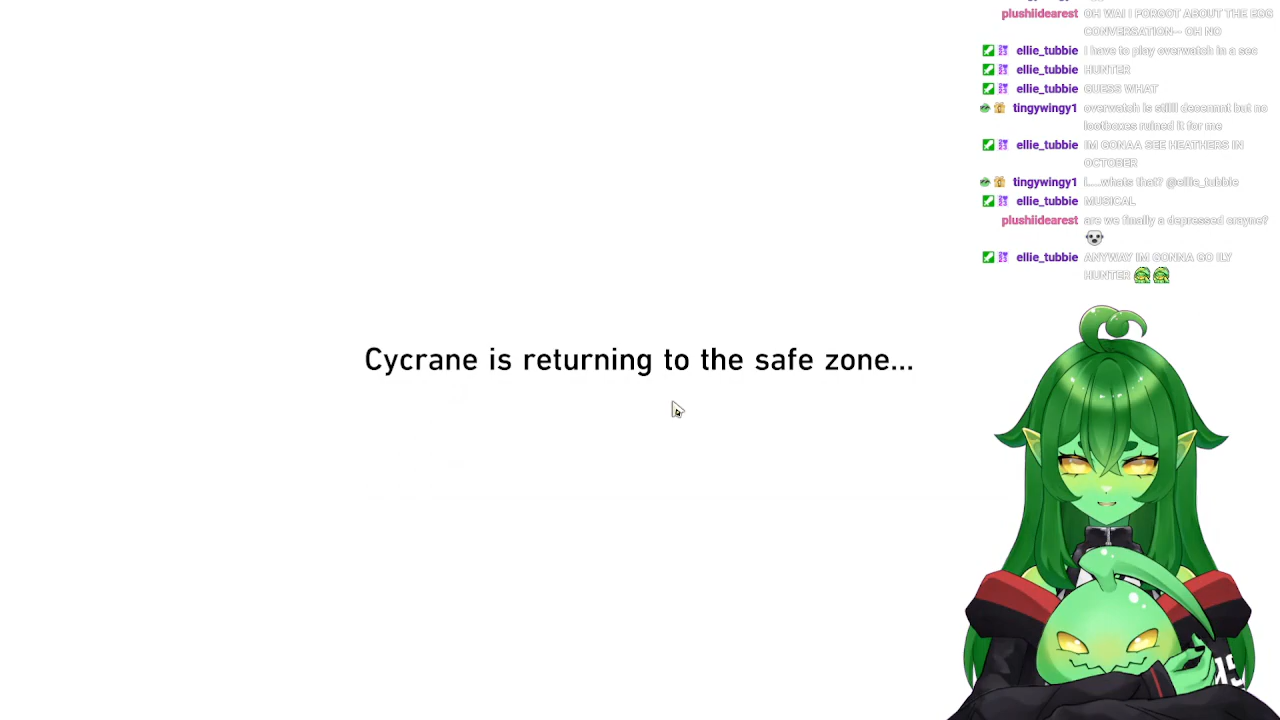 plushiidearest OH WAI I FORGOT ABOUT THE EGG
CONVERSATION-- OH NO
ellie_tubbie I have to play overwatch in a sec
ellie_tubbie HUNTER
ellie_tubbie GUESS WHAT
tingywingy1 overwatch is stilll decennnt but no
lootboxes ruined it for me
ellie_tubbie IM GONAA SEE HEATHERS IN
OCTOBER
tingywingy1 i.....whats that? @ellie_tubbie
ellie_tubbie MUSICAL
plushiidearest are we finally a depressed crayne?
ellie_tubbie ANYWAY IM GONNA GO ILY
HUNTER
Cycrane is returning to the safe zone...